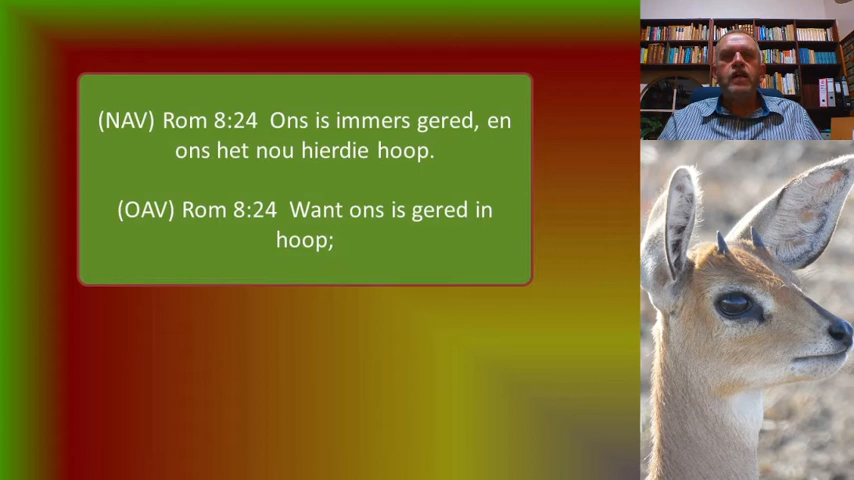 (NAV) Rom 8:24  Ons is immers gered, en
ons het nou hierdie hoop.
(OAV) Rom 8:24  Want ons is gered in
hoop;